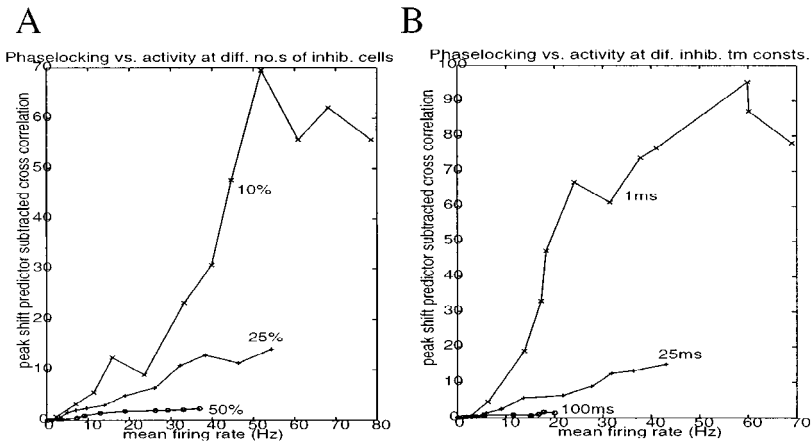 A
Phaselocking vs. activity at diff. no.s of inhib. cells
peak shift predictor subtracted cross correlation
70
60
50
40
30
20
10
0
10%
25%
50%
0 10 20 30 40 50 60 70 80
mean firing rate (Hz)
B
Phaselocking vs. activity at dif. inhib. tm consts.
peak shift predictor subtracted cross correlation
100
90
80
70
60
50
40
30
20
10
0
1ms
25ms
100ms
0 10 20 30 40 50 60 70
mean firing rate (Hz)